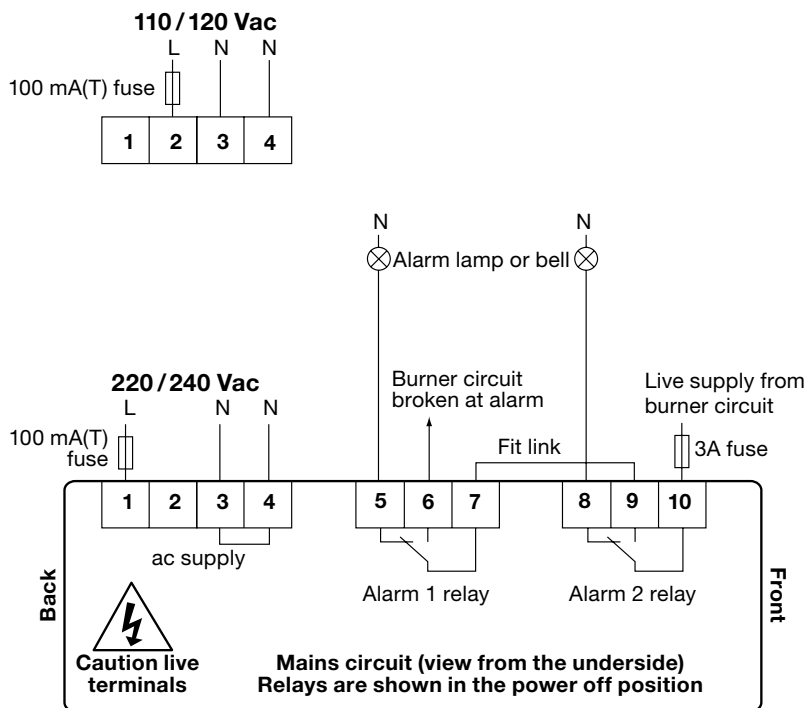 110 / 120 Vac
L N N
100 mA(T) fuse
1 2 3 4
N N
Alarm lamp or bell
220 / 240 Vac
L N N
100 mA(T)
fuse
Burner circuit
broken at alarm
Live supply from
burner circuit
Fit link
3A fuse
1 2 3 4 5 6 7 8 9 10
ac supply
Alarm 1 relay
Alarm 2 relay
Back
Front
Caution live
terminals
Mains circuit (view from the underside)
Relays are shown in the power off position